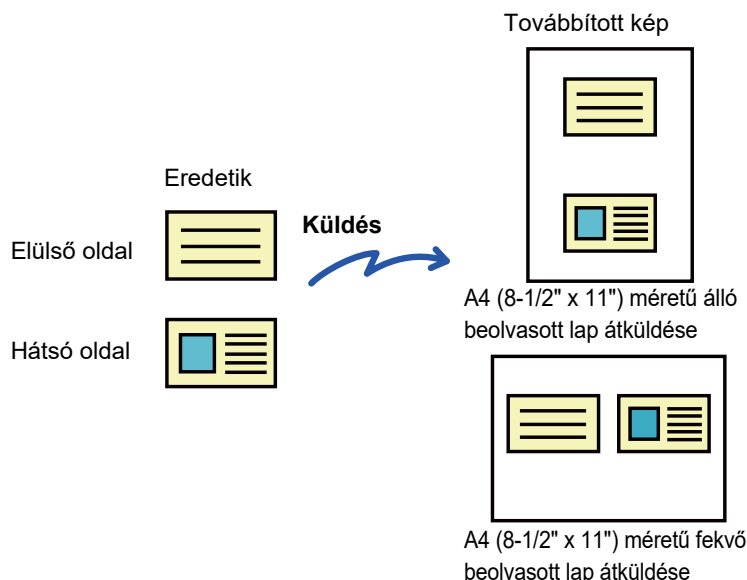 Továbbított kép
Eredetik
Küldés
Elülső oldal
A4 (8-1/2" x 11") méretű álló
beolvasott lap átküldése
Hátsó oldal
A4 (8-1/2" x 11") méretű fekvő
beolvasott lap átküldése